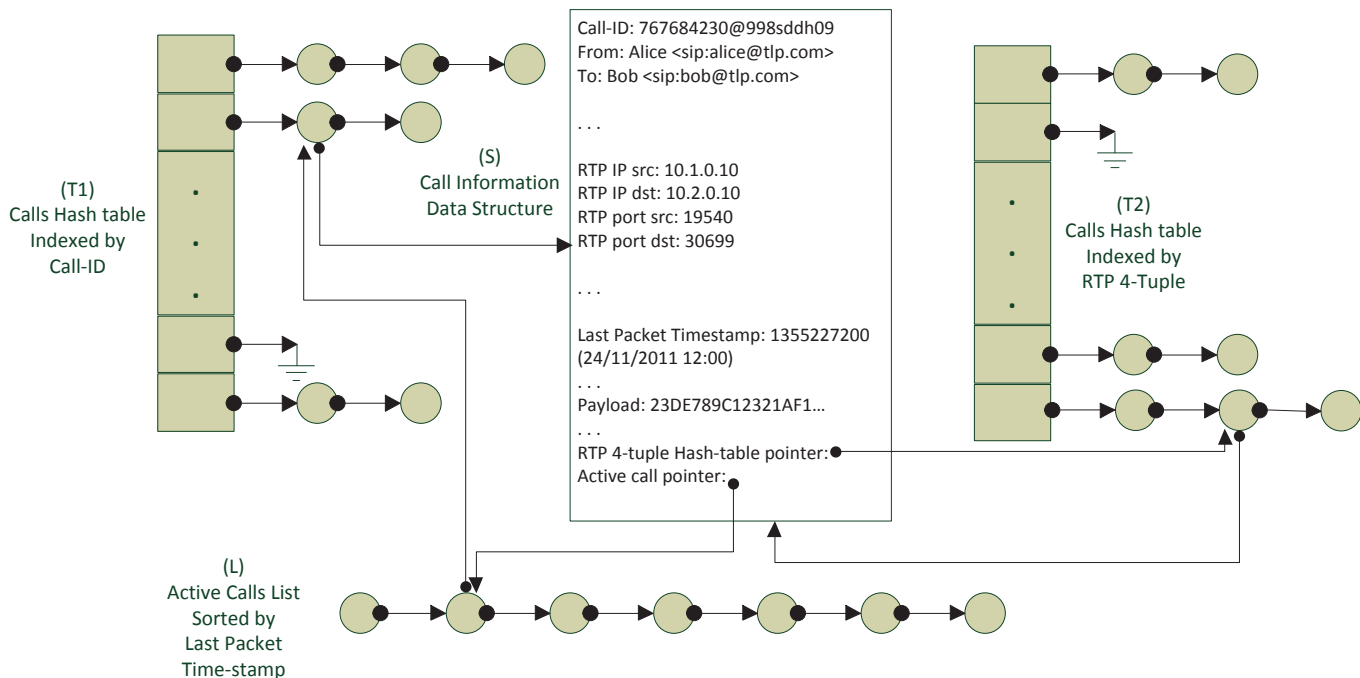 (T1)
Calls Hash table
Indexed by
Call-ID
(S)
Call Information
Data Structure
Call-ID: 767684230@998sddh09
From: Alice <sip:alice@tlp.com>
To: Bob <sip:bob@tlp.com>
. . .
RTP IP src: 10.1.0.10
RTP IP dst: 10.2.0.10
RTP port src: 19540
RTP port dst: 30699
. . .
Last Packet Timestamp: 1355227200
(24/11/2011 12:00)
. . .
Payload: 23DE789C12321AF1...
. . .
RTP 4-tuple Hash-table pointer:
Active call pointer:
(T2)
Calls Hash table
Indexed by
RTP 4-Tuple
(L)
Active Calls List
Sorted by
Last Packet
Time-stamp